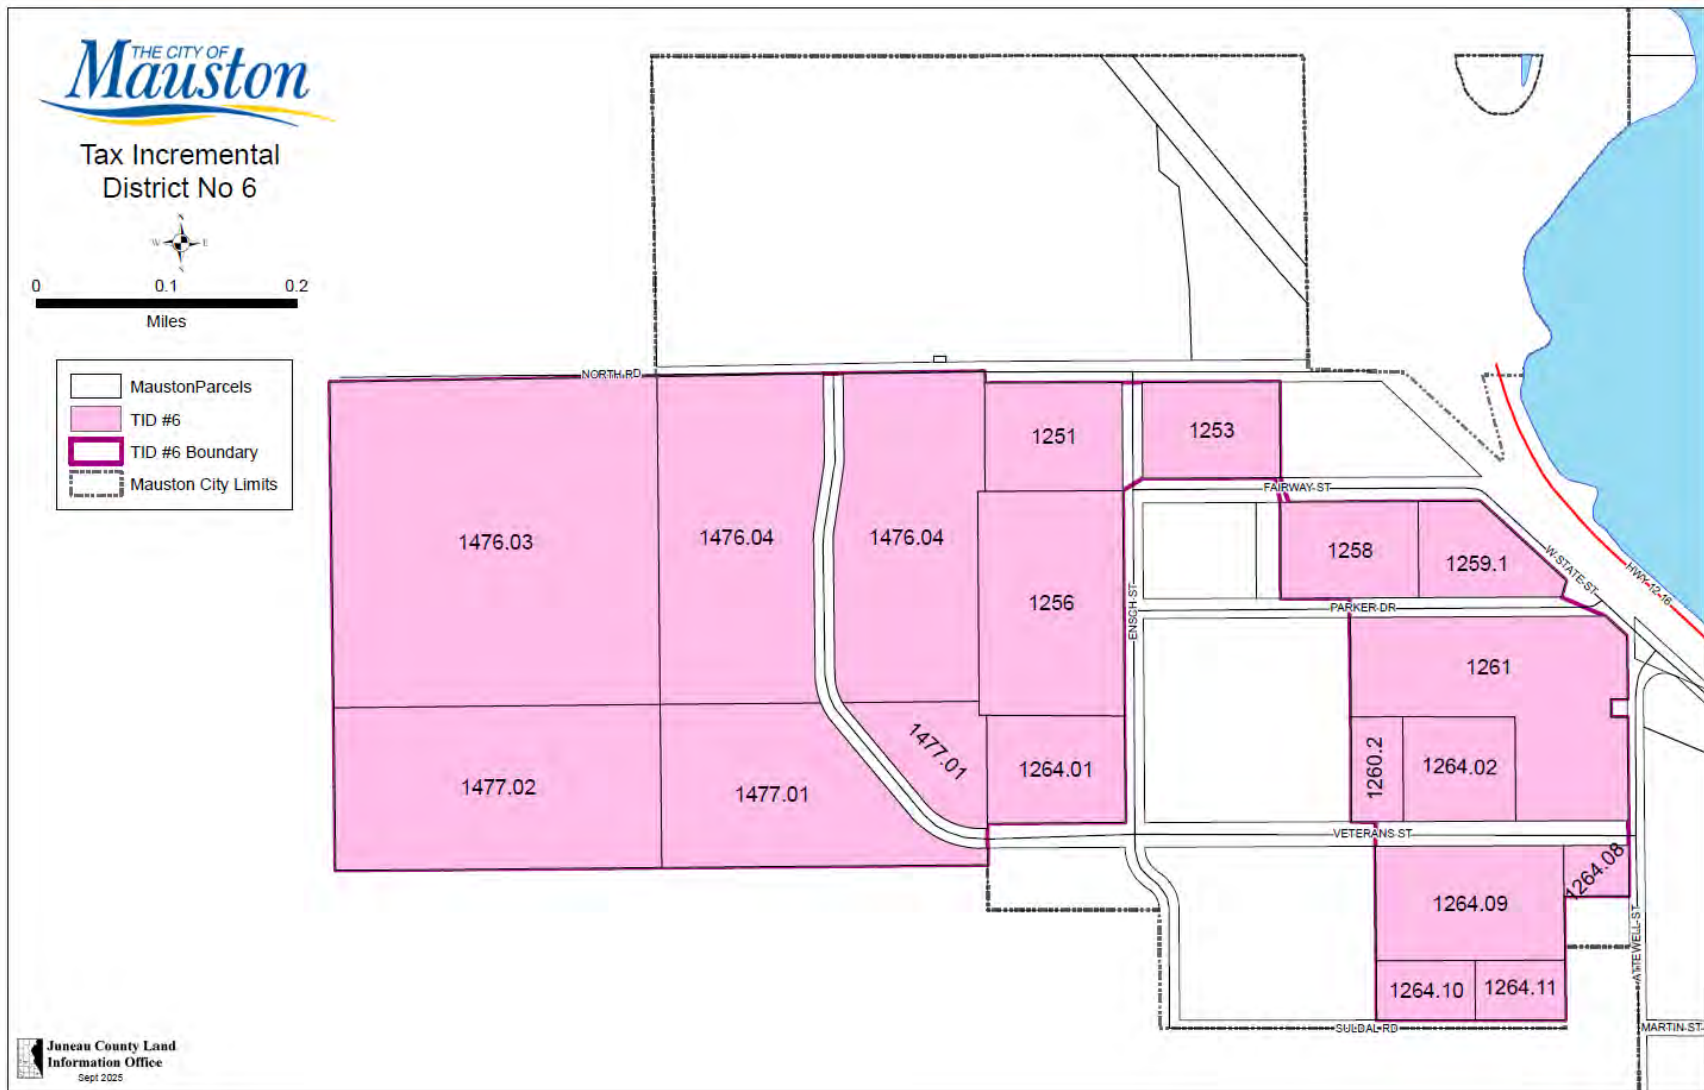 THE CITY OF
Mauston
Tax Incremental
District No 6
N
W E
0 0.1 0.2
Miles
MaustonParcels
TID #6
TID #6 Boundary
Mauston City Limits
NORTH RD
1251
1253
FAIRWAY ST
1476.03
1476.04
1476.04
1258
1259.1
W STATE ST
HWY 12 16
1256
ENSCH ST
PARKER DR
1261
1477.01
1260.2
1264.02
1264.01
1477.02
1477.01
VETERANS ST
1264.08
1264.09
ATTEWELL ST
1264.10
1264.11
SULDAL RD
MARTIN ST
Juneau County Land
Information Office
Sept 2025